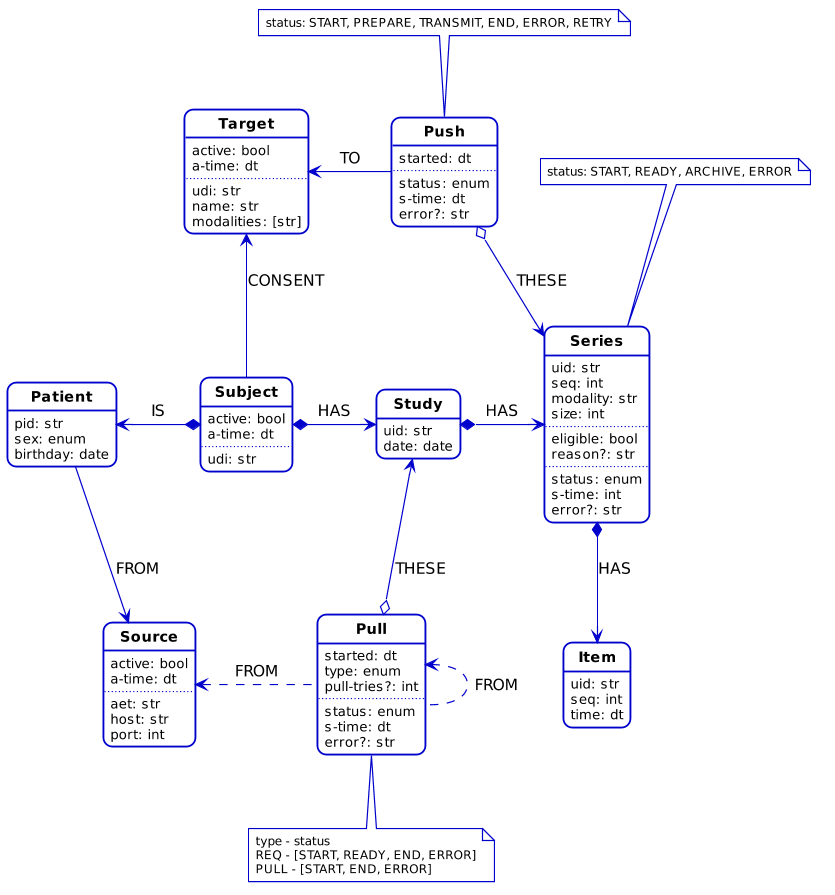 status: START, PREPARE, TRANSMIT, END, ERROR, RETRY
Target
active: bool
a-time: dt
udi: str
name: str
modalities: [str]
TO
Push
started: dt
status: enum
s-time: dt
error?: str
status: START, READY, ARCHIVE, ERROR
CONSENT
THESE
Patient
pid: str
sex: enum
birthday: date
IS
Subject
active: bool
a-time: dt
udi: str
HAS
Study
uid: str
date: date
HAS
Series
uid: str
seq: int
modality: str
size: int
eligible: bool
reason?: str
status: enum
s-time: int
error?: str
FROM
THESE
HAS
Source
active: bool
a-time: dt
aet: str
host: str
port: int
FROM
Pull
started: dt
type: enum
pull-tries?: int
status: enum
s-time: dt
error?: str
FROM
Item
uid: str
seq: int
time: dt
type - status
REQ - [START, READY, END, ERROR]
PULL - [START, END, ERROR]